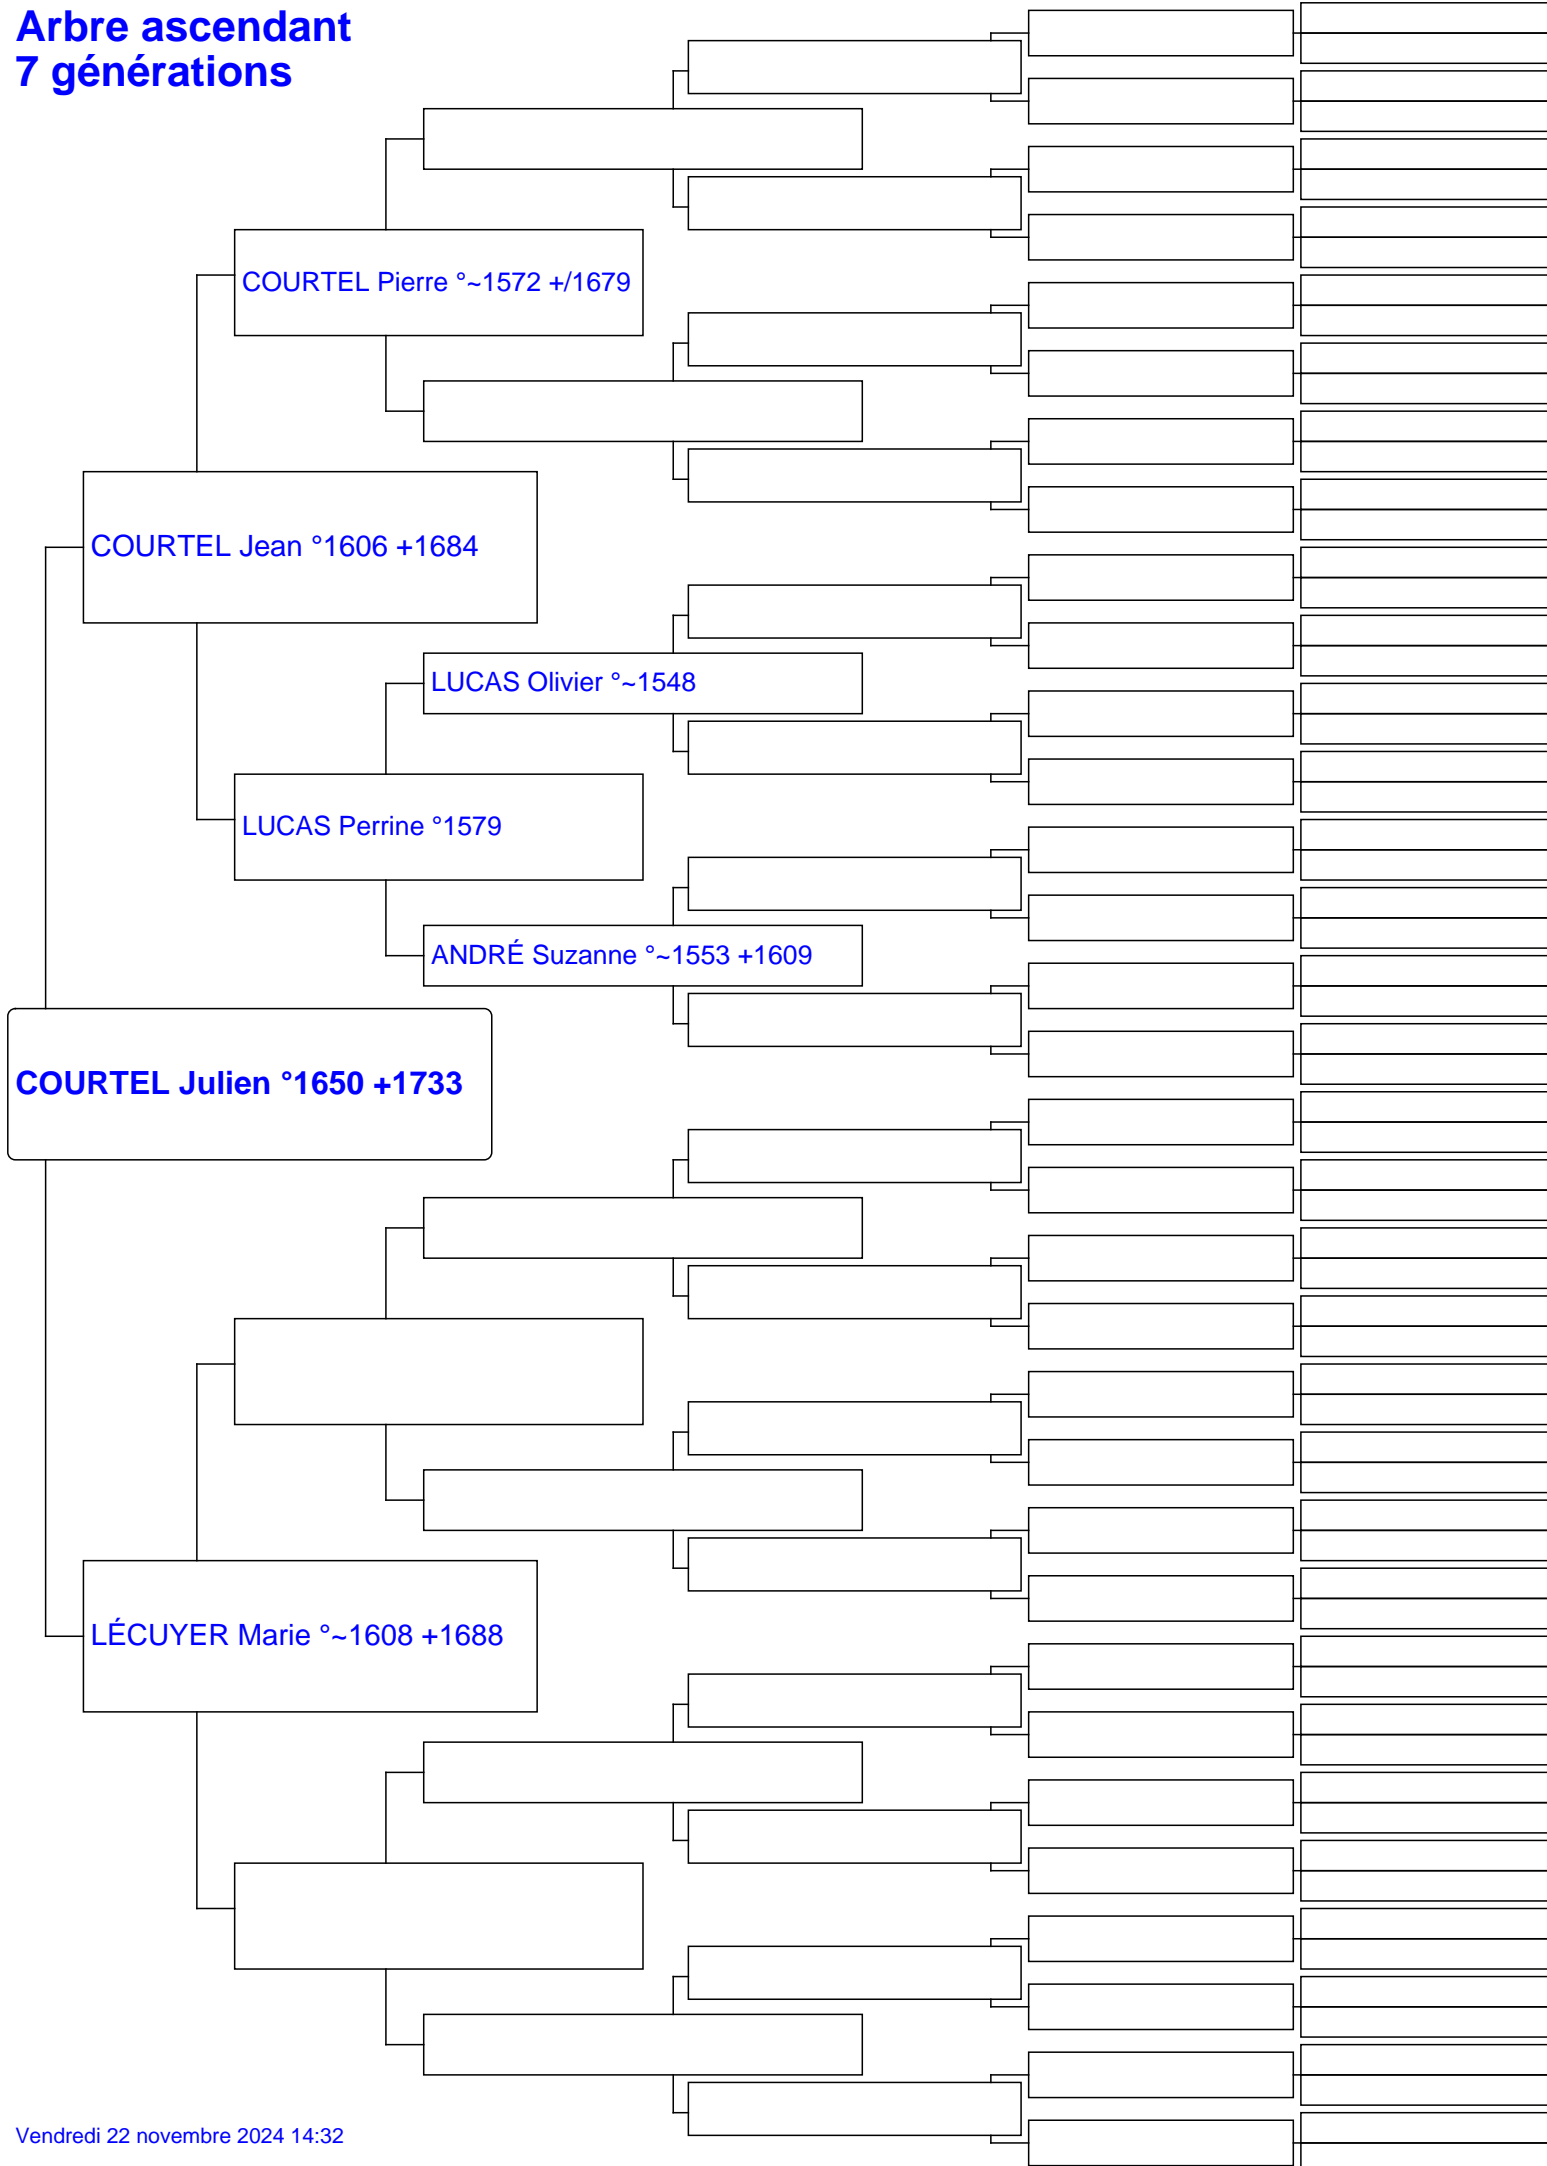 Arbre ascendant
7 générations
COURTEL Pierre °~1572 +/1679
COURTEL Jean °1606 +1684
LUCAS Olivier °~1548
LUCAS Perrine °1579
ANDRÉ Suzanne °~1553 +1609
COURTEL Julien °1650 +1733
LÉCUYER Marie °~1608 +1688
Vendredi 22 novembre 2024 14:32